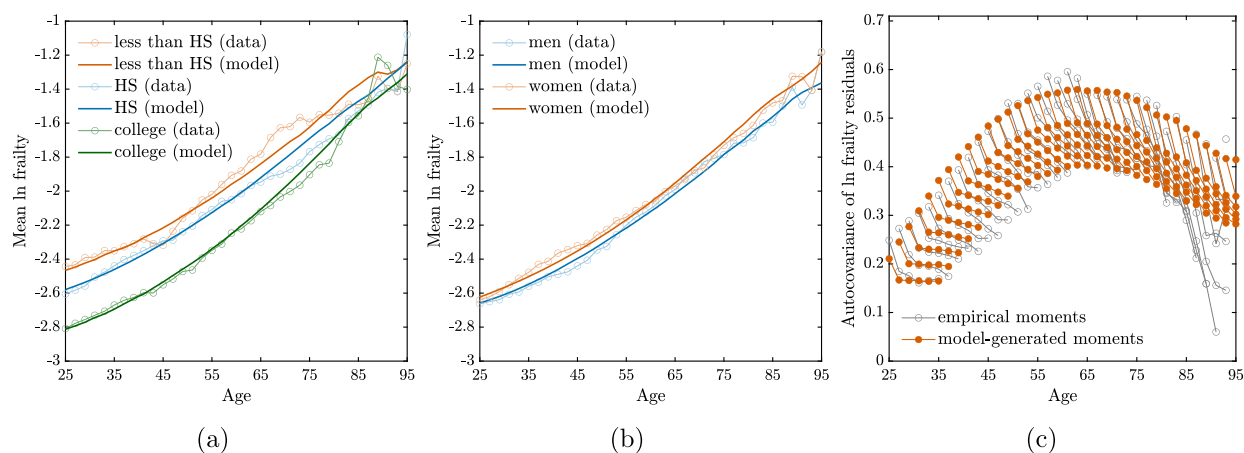 -1
-1.2
-1.4
-1.6
-1.8
-2
-2.2
-2.4
-2.6
-2.8
-3
Mean ln frailty
less than HS (data)
less than HS (model)
HS (data)
HS (model)
college (data)
college (model)
25 35 45 55 65 75 85 95
Age
(a)
-1
-1.2
-1.4
-1.6
-1.8
-2
-2.2
-2.4
-2.6
-2.8
-3
Mean ln frailty
men (data)
men (model)
women (data)
women (model)
25 35 45 55 65 75 85 95
Age
(b)
0.7
0.6
0.5
0.4
0.3
0.2
0.1
0
Autocovariance of ln frailty residuals
empirical moments
model-generated moments
25 35 45 55 65 75 85 95
Age
(c)